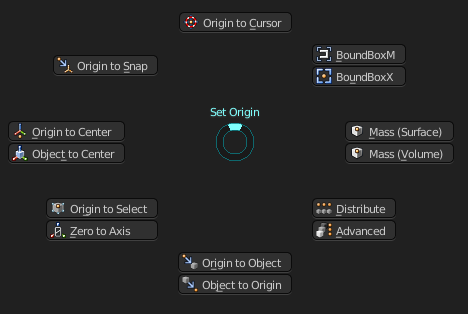 Origin to Cursor
Origin to Snap
BoundBoxM
BoundBoxX
Set Origin
Origin to Center
Object to Center
Mass (Surface)
Mass (Volume)
Origin to Select
Zero to Axis
Distribute
Advanced
Origin to Object
Object to Origin